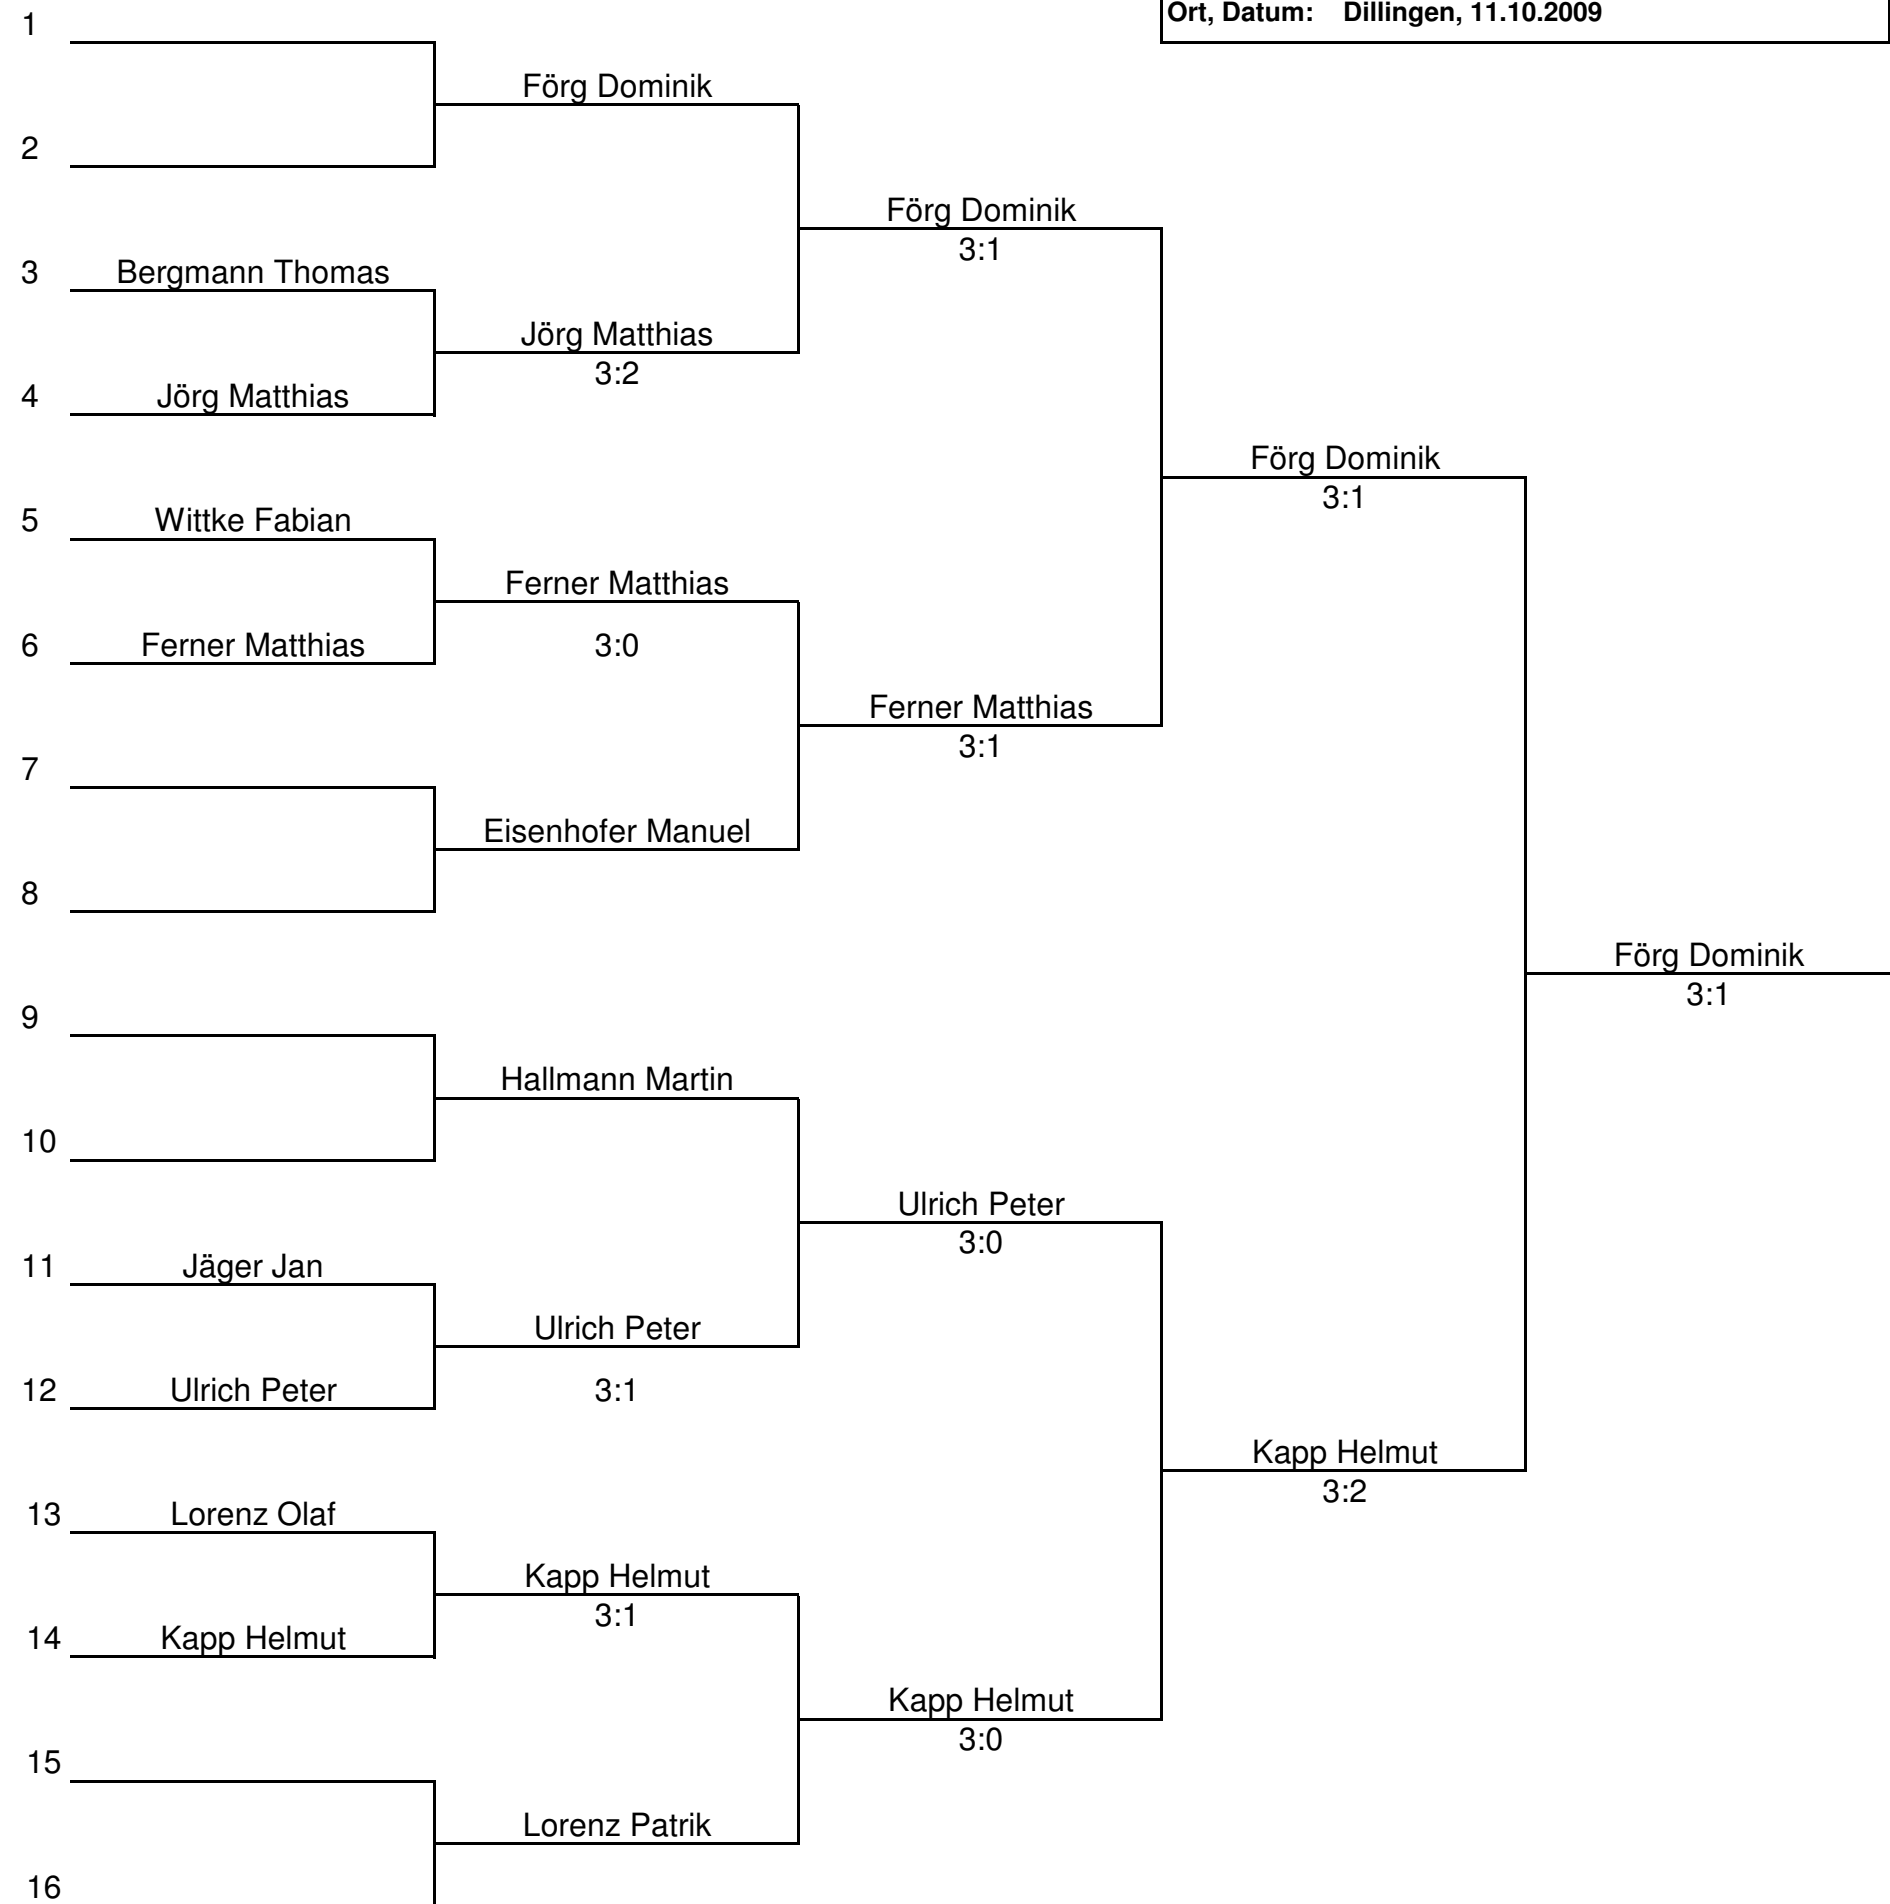 Ort, Datum: Dillingen, 11.10.2009
1
Förg Dominik
2
Förg Dominik
3:1
3 Bergmann Thomas
Jörg Matthias
3:2
4 Jörg Matthias
Förg Dominik
3:1
5 Wittke Fabian
Ferner Matthias
6 Ferner Matthias 3:0
Ferner Matthias
3:1
7
Eisenhofer Manuel
8
Förg Dominik
3:1
9
Hallmann Martin
10
Ulrich Peter
3:0
11 Jäger Jan
Ulrich Peter
12 Ulrich Peter 3:1
Kapp Helmut
3:2
13 Lorenz Olaf
Kapp Helmut
3:1
14 Kapp Helmut
Kapp Helmut
3:0
15
Lorenz Patrik
16